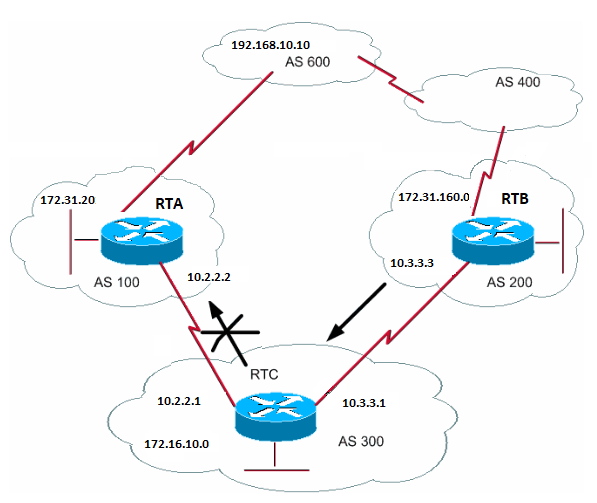 192.168.10.10
AS 600
AS 400
172.31.20
RTA
172.31.160.0
RTB
10.3.3.3
10.2.2.2
AS 100
AS 200
RTC
10.2.2.1
10.3.3.1
172.16.10.0
AS 300